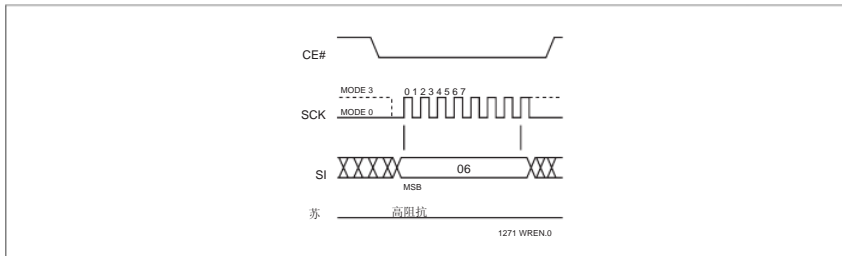 CE#
MODE 3
0 1 2 3 4 5 6 7
SCK
MODE 0
SI
06
MSB
苏
高阻抗
1271 WREN.0